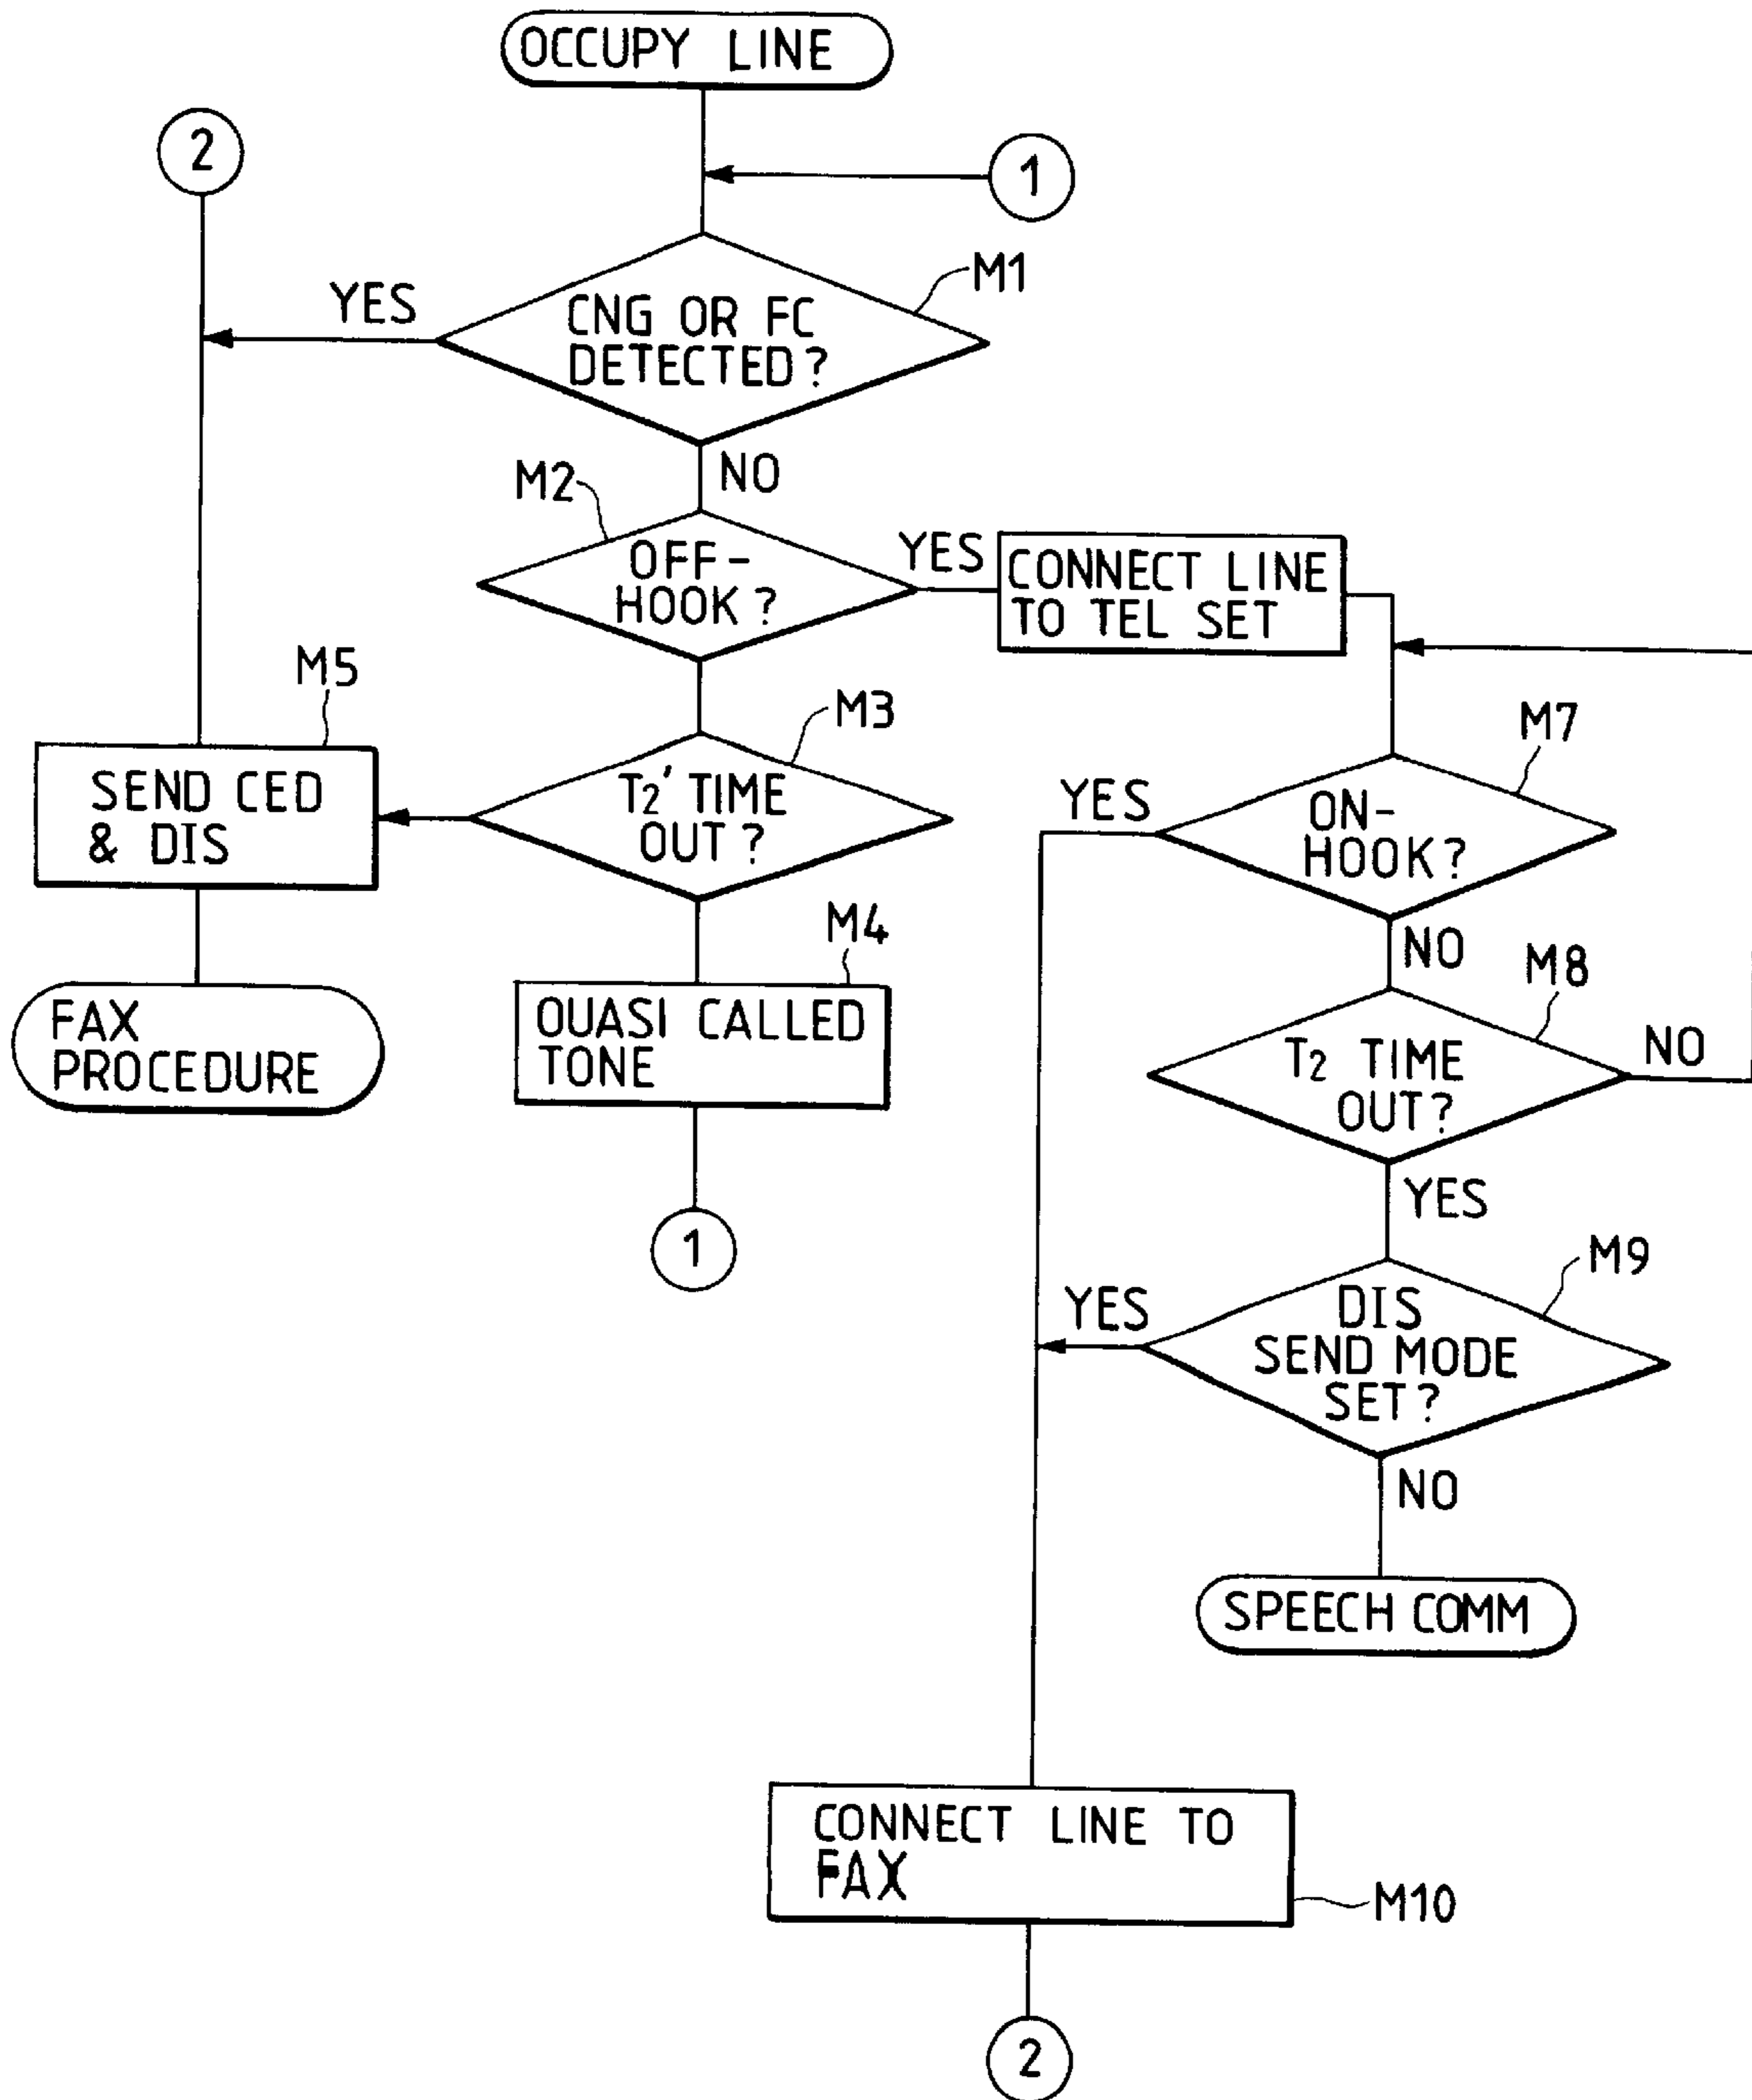 OCCUPY LINE
2
1
M1
YES
CNG OR FC
DETECTED?
NO
M2
OFF-
HOOK?
YES
CONNECT LINE
TO TEL SET
M5
SEND CED
& DIS
M3
T2' TIME
OUT?
M7
YES
ON-
HOOK?
NO
FAX
PROCEDURE
M4
OUASI CALLED
TONE
1
M8
T2 TIME
OUT?
NO
YES
M9
YES
DIS
SEND MODE
SET?
NO
SPEECH COMM
CONNECT LINE TO
FAX
M10
2